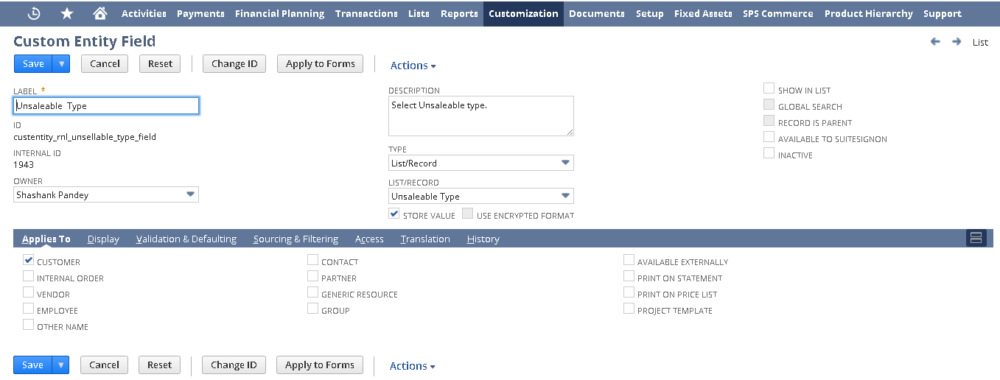 Activities Payments Financial Planning Transactions Lists Reports Customization Documents Setup Fixed Assets SPS Commerce Product Hierarchy Support
Custom Entity Field
List
Save Cancel Reset Change ID Apply to Forms Actions
LABEL *
Unsaleable  Type
ID
custentity_rnl_unsellable_type_field
INTERNAL ID
1943
OWNER
Shashank Pandey
DESCRIPTION
Select Unsaleable type.
TYPE
List/Record
LIST/RECORD
Unsaleable Type
STORE VALUE USE ENCRYPTED FORMAT
SHOW IN LIST
GLOBAL SEARCH
RECORD IS PARENT
AVAILABLE TO SUITESIGNON
INACTIVE
Applies To Display Validation & Defaulting Sourcing & Filtering Access Translation History
CUSTOMER
INTERNAL ORDER
VENDOR
EMPLOYEE
OTHER NAME
CONTACT
PARTNER
GENERIC RESOURCE
GROUP
AVAILABLE EXTERNALLY
PRINT ON STATEMENT
PRINT ON PRICE LIST
PROJECT TEMPLATE
Save Cancel Reset Change ID Apply to Forms Actions